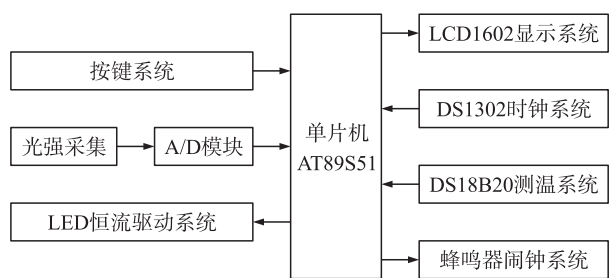 按键系统
光强采集
A/D模块
LED恒流驱动系统
单片机
AT89S51
LCD1602显示系统
DS1302时钟系统
DS18B20测温系统
蜂鸣器闹钟系统